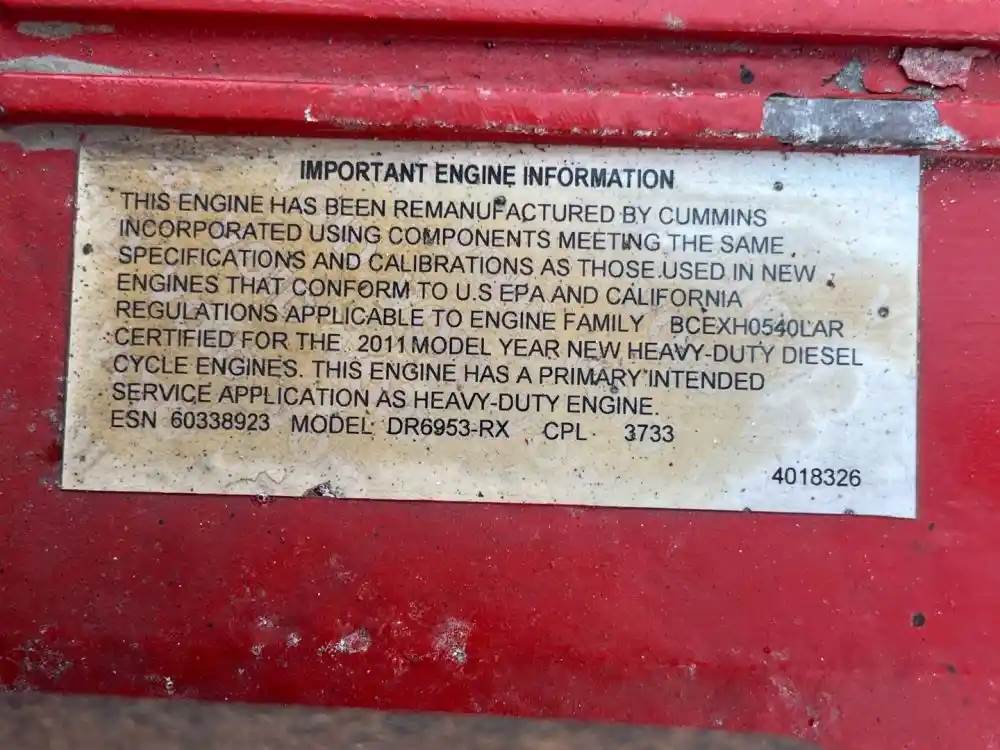 IMPORTANT ENGINE INFORMATION
THIS ENGINE HAS BEEN REMANUFACTURED BY CUMMINS
INCORPORATED USING COMPONENTS MEETING THE SAME
SPECIFICATIONS AND CALIBRATIONS AS THOSE USED IN NEW
ENGINES THAT CONFORM TO U.S EPA AND CALIFORNIA
REGULATIONS APPLICABLE TO ENGINE FAMILY BCEXH0540LAR
CERTIFIED FOR THE 2011 MODEL YEAR NEW HEAVY-DUTY DIESEL
CYCLE ENGINES. THIS ENGINE HAS A PRIMARY INTENDED
SERVICE APPLICATION AS HEAVY-DUTY ENGINE.
ESN 60338923 MODEL DR6953-RX CPL 3733
4018326